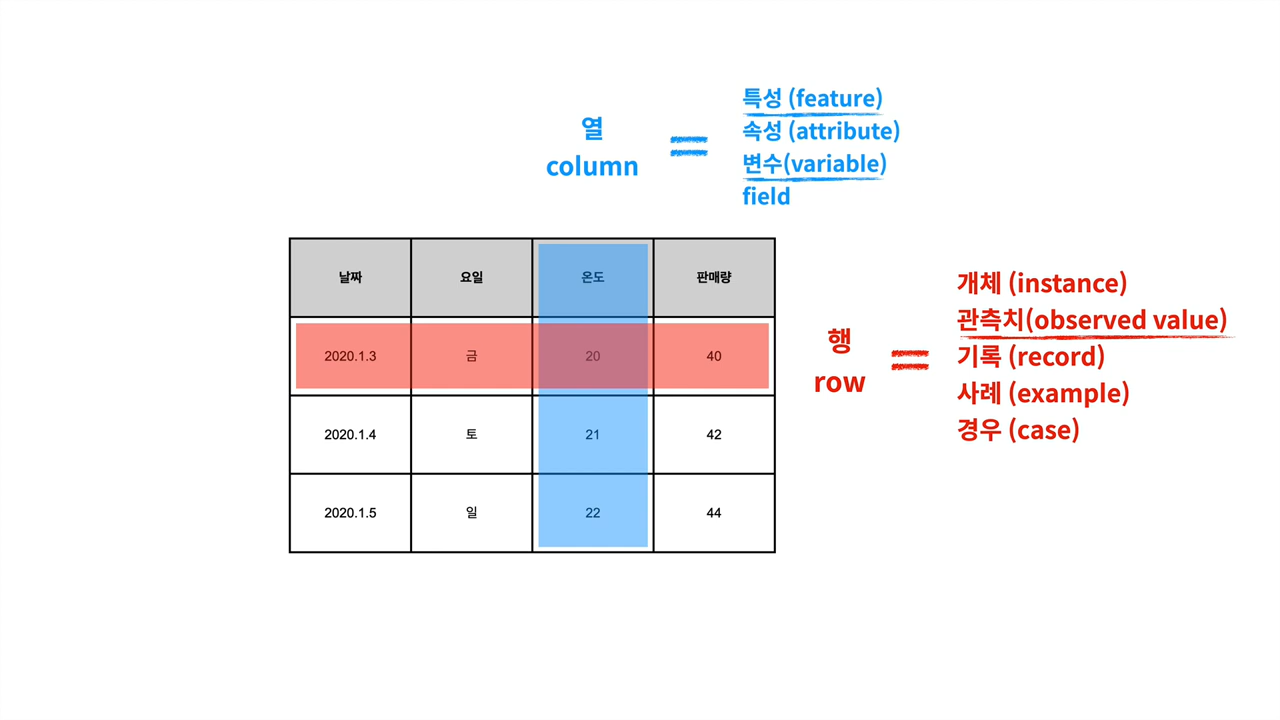 특성 (feature)
열
속성 (attribute)
column
변수(variable)
field
날짜 요일 온도 판매량
2020.1.3 금 20 40
2020.1.4 토 21 42
2020.1.5 일 22 44
행
row
개체 (instance)
관측치(observed value)
기록 (record)
사례 (example)
경우 (case)